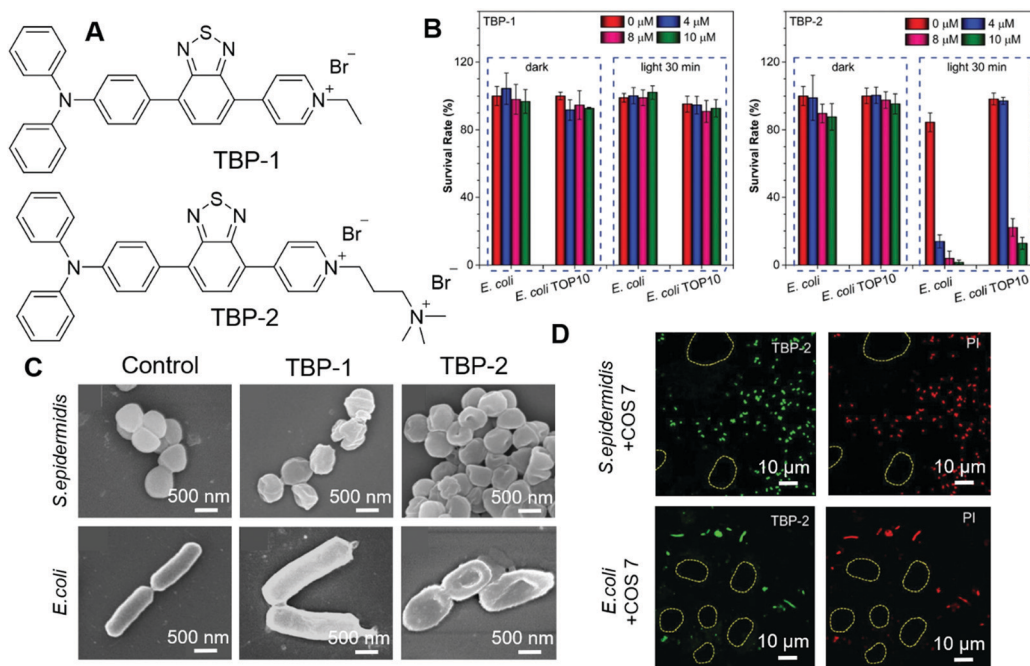 A
S
N N
N
N
+
Br
−
TBP-1
S
N N
N
N
+
Br
−
Br
−
N
+
TBP-2
B
TBP-1
0 μM 4 μM
8 μM 10 μM
dark
light 30 min
Survival Rate (%)
120
80
40
0
E. coli
E. coli TOP10
E. coli
E. coli TOP10
TBP-2
0 μM 4 μM
8 μM 10 μM
dark
light 30 min
Survival Rate (%)
120
80
40
0
E. coli
E. coli TOP10
E. coli
E. coli TOP10
C
Control
TBP-1
TBP-2
S.epidermidis
500 nm
500 nm
500 nm
E.coli
500 nm
500 nm
500 nm
D
S.epidermidis
+COS 7
TBP-2
10 μm
PI
10 μm
E.coli
+COS 7
TBP-2
10 μm
PI
10 μm